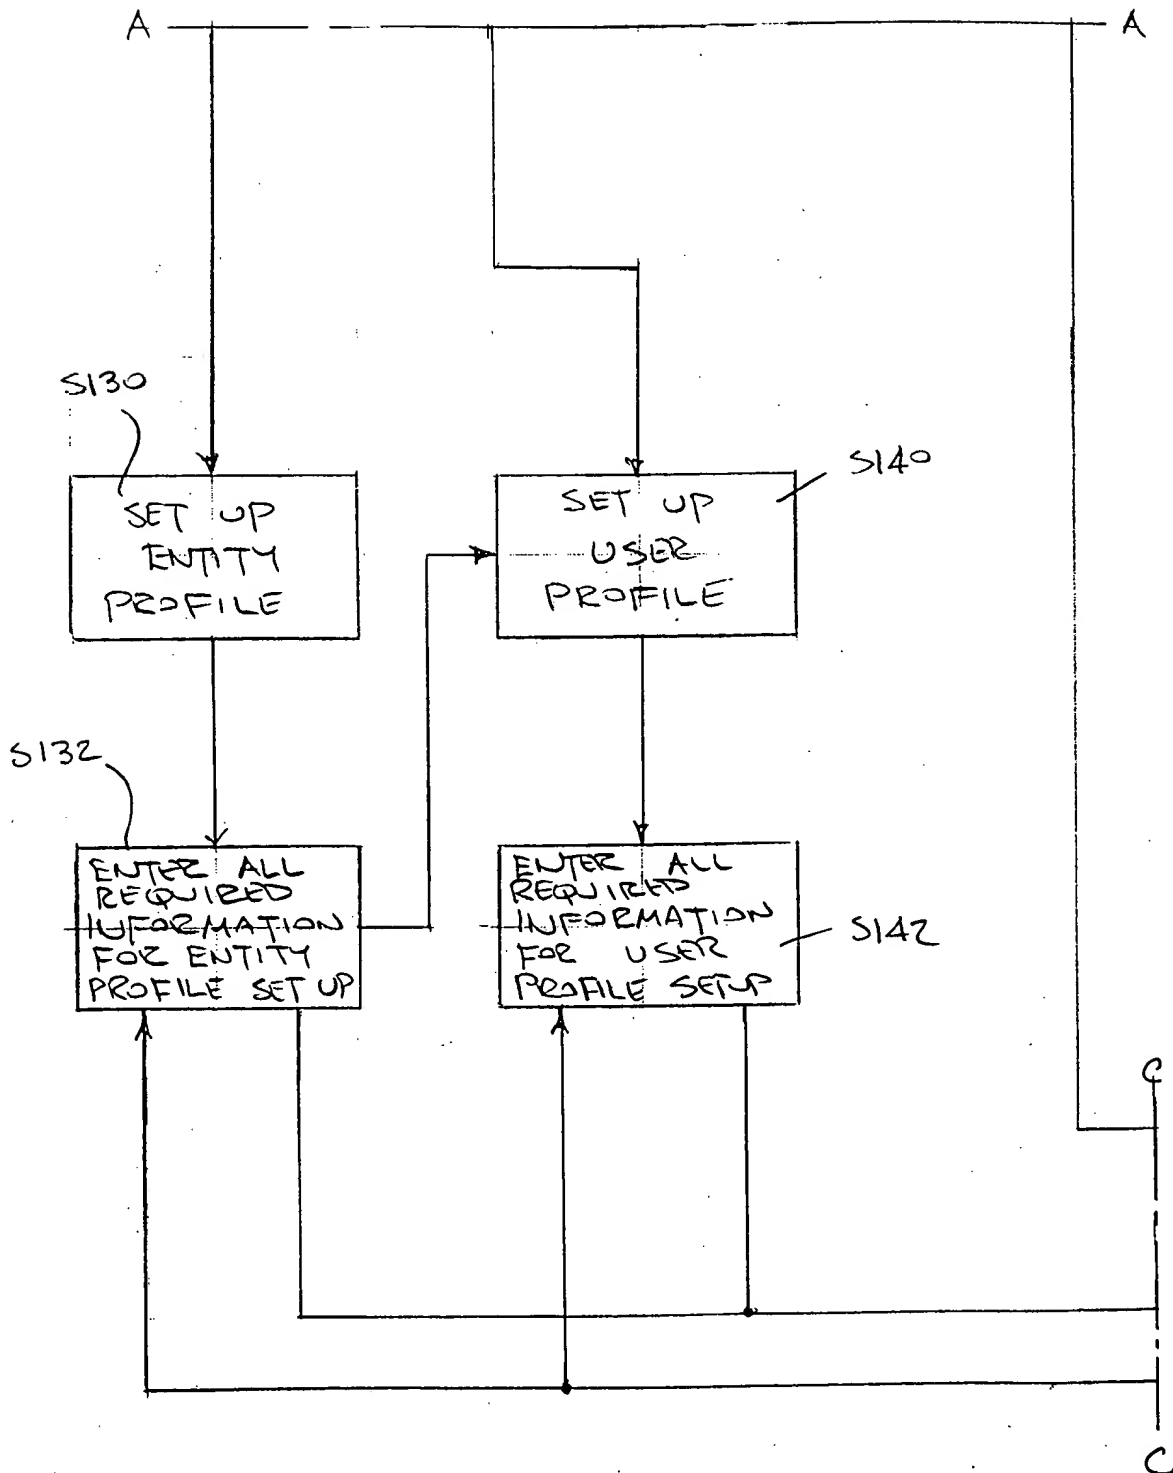 A A
S130
SET UP
ENTITY
PROFILE
S140
SET UP
USER
PROFILE
S132
ENTER ALL
REQUIRED
INFORMATION
FOR ENTITY
PROFILE SET UP
ENTER ALL
REQUIRED
INFORMATION
FOR USER
PROFILE SETUP
S142
C
C